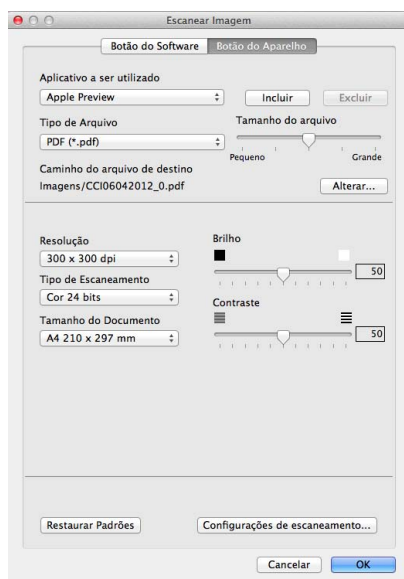 Escanear Imagem
Botão do Software Botão do Aparelho
Aplicativo a ser utilizado
Apple Preview Incluir Excluir
Tipo de Arquivo Tamanho do arquivo
PDF (*.pdf)
Pequeno Grande
Caminho do arquivo de destino
Imagens/CCI06042012_0.pdf Alterar...
Resolução Brilho
300 x 300 dpi 50
Tipo de Escaneamento
Cor 24 bits Contraste
Tamanho do Documento
A4 210 x 297 mm 50
Restaurar Padrões Configurações de escaneamento...
Cancelar OK